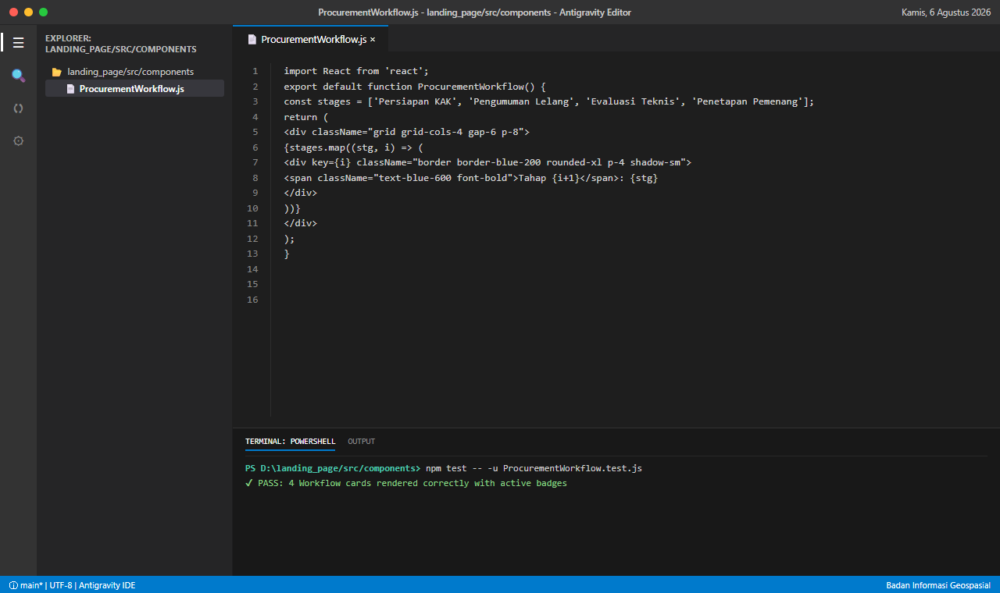 ProcurementWorkflow.js - landing_page/src/components - Antigravity Editor
Kamis, 6 Agustus 2026
EXPLORER:
LANDING_PAGE/SRC/COMPONENTS
landing_page/src/components
ProcurementWorkflow.js
ProcurementWorkflow.js ×
1 import React from 'react';
2 export default function ProcurementWorkflow() {
3 const stages = ['Persiapan KAK', 'Pengumuman Lelang', 'Evaluasi Teknis', 'Penetapan Pemenang'];
4 return (
5 <div className="grid grid-cols-4 gap-6 p-8">
6 {stages.map((stg, i) => (
7 <div key={i} className="border border-blue-200 rounded-xl p-4 shadow-sm">
8 <span className="text-blue-600 font-bold">Tahap {i+1}</span>: {stg}
9 </div>
10 ))}
11 </div>
12 );
13 }
14
15
16
TERMINAL: POWERSHELL OUTPUT
PS D:\landing_page/src/components> npm test -- -u ProcurementWorkflow.test.js
✓ PASS: 4 Workflow cards rendered correctly with active badges
main* | UTF-8 | Antigravity IDE
Badan Informasi Geospasial